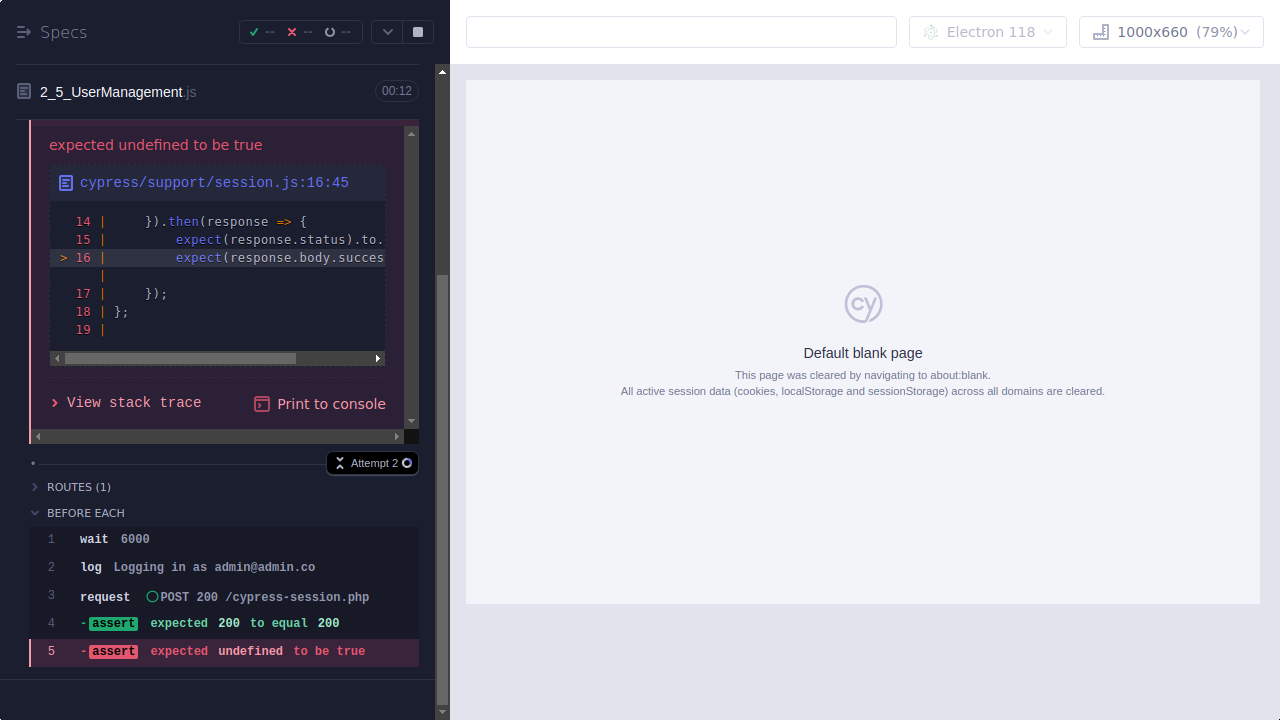 Specs
--
--
--
2_5_UserManagement.js
00:12
expected undefined to be true
cypress/support/session.js:16:45
14 |     }).then(response => {
15 |         expect(response.status).to.
> 16 |         expect(response.body.succes
|
17 |     });
18 | };
19 |
View stack trace
Print to console
Attempt 2
ROUTES (1)
BEFORE EACH
1 wait 6000
2 log Logging in as admin@admin.co
3 request POST 200 /cypress-session.php
4 -assert expected 200 to equal 200
5 -assert expected undefined to be true
Electron 118
1000x660 (79%)
cy
Default blank page
This page was cleared by navigating to about:blank.
All active session data (cookies, localStorage and sessionStorage) across all domains are cleared.